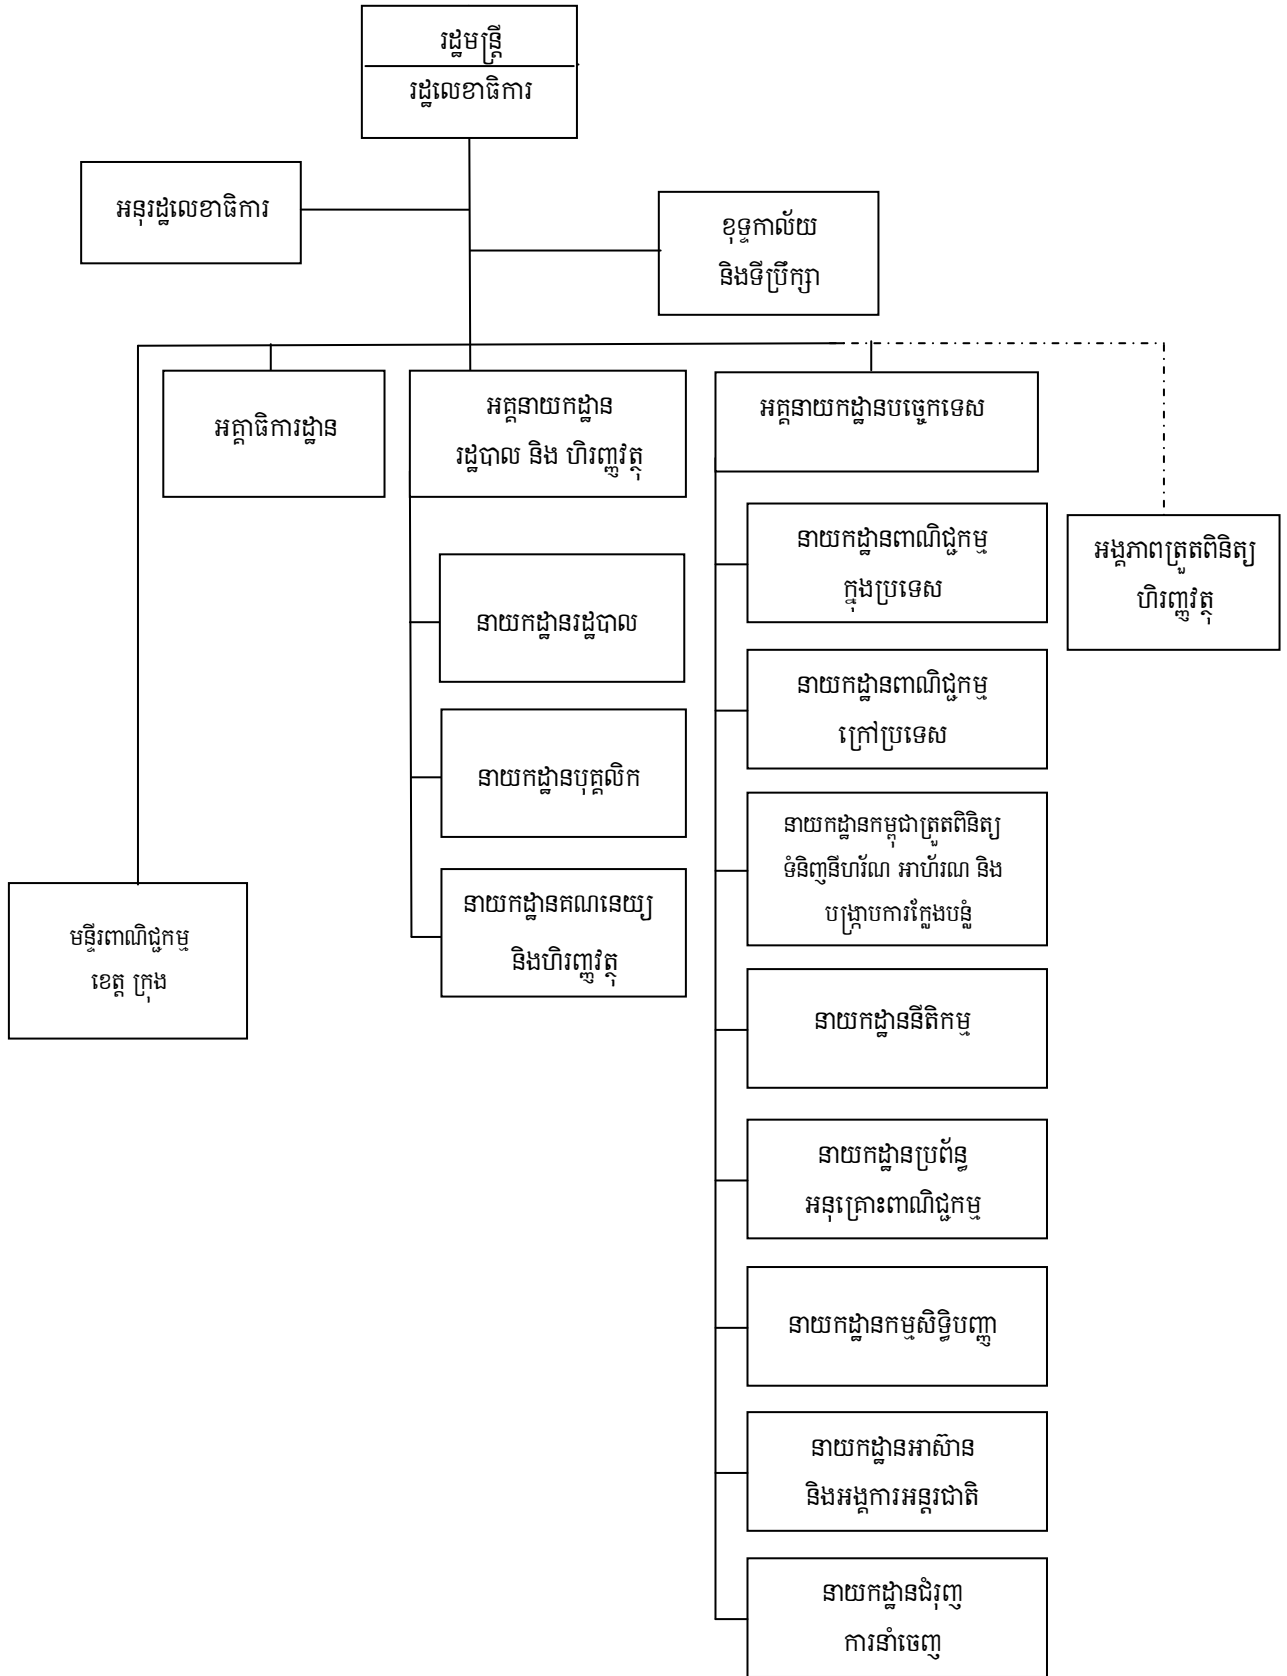 រដ្ឋមន្ត្រី
រដ្ឋលេខាធិការ
អនុរដ្ឋលេខាធិការ
ខុទ្ទកាល័យ
និងទីប្រឹក្សា
អគ្គាធិការដ្ឋាន
អគ្គនាយកដ្ឋាន
រដ្ឋបាល និង ហិរញ្ញវត្ថុ
អគ្គនាយកដ្ឋានបច្ចេកទេស
នាយកដ្ឋានពាណិជ្ជកម្ម
ក្នុងប្រទេស
អង្គភាពត្រួតពិនិត្យ
ហិរញ្ញវត្ថុ
នាយកដ្ឋានរដ្ឋបាល
នាយកដ្ឋានពាណិជ្ជកម្ម
ក្រៅប្រទេស
នាយកដ្ឋានបុគ្គលិក
នាយកដ្ឋានកម្ពុជាត្រួតពិនិត្យ
ទំនិញនីហរ័ណ អាហ័រណ និង
បង្ក្រាបការក្លែងបន្លំ
នាយកដ្ឋានគណនេយ្យ
និងហិរញ្ញវត្ថុ
មន្ទីរពាណិជ្ជកម្ម
ខេត្ត ក្រុង
នាយកដ្ឋាននីតិកម្ម
នាយកដ្ឋានប្រព័ន្ធ
អនុគ្រោះពាណិជ្ជកម្ម
នាយកដ្ឋានកម្មសិទ្ធិបញ្ញា
នាយកដ្ឋានអាស៊ាន
និងអង្គការអន្តរជាតិ
នាយកដ្ឋានជំរុញ
ការនាំចេញ